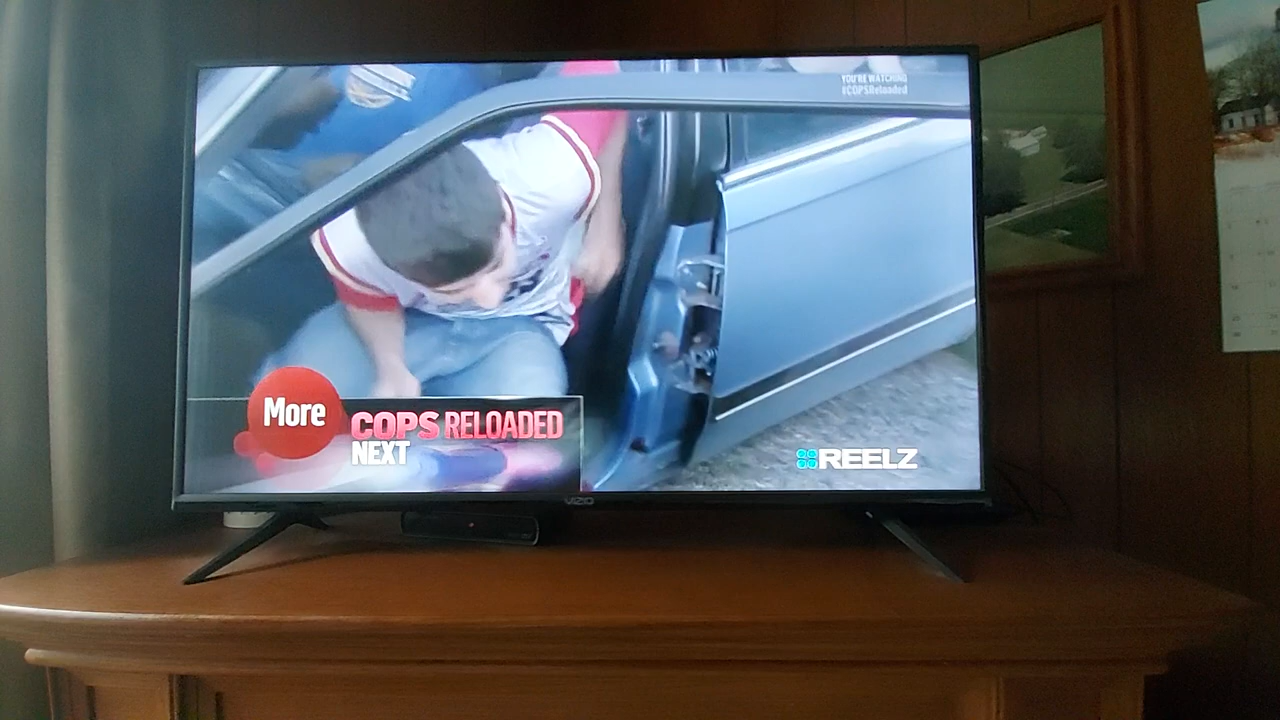 YOU'RE WATCHING
#COPSReloaded
More
COPS RELOADED
NEXT
REELZ
VIZIO